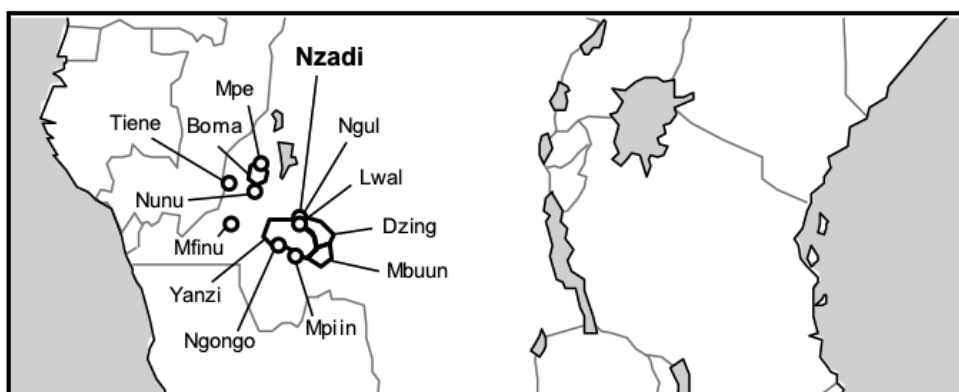 Nzadi
Mpe
Tiene
Boma
Ngul
Lwal
Nunu
Dzing
Mfinu
Mbuun
Yanzi
Mpiin
Ngongo